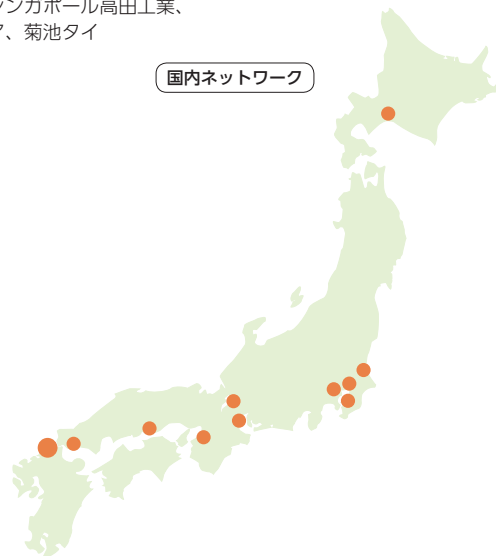 シンガポール高田工業、
ア、菊池タイ
国内ネットワーク